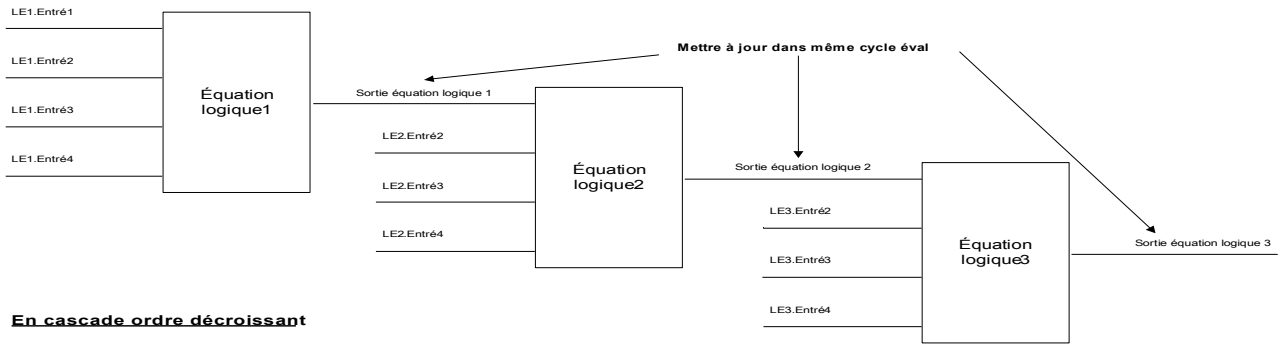 LE1.Entré1
LE1.Entré2
LE1.Entré3
LE1.Entré4
Équation
logique1
Mettre à jour dans même cycle éval
Sortie équation logique 1
LE2.Entré2
LE2.Entré3
LE2.Entré4
Équation
logique2
Sortie équation logique 2
LE3.Entré2
LE3.Entré3
LE3.Entré4
Équation
logique3
Sortie équation logique 3
En cascade ordre décroissant